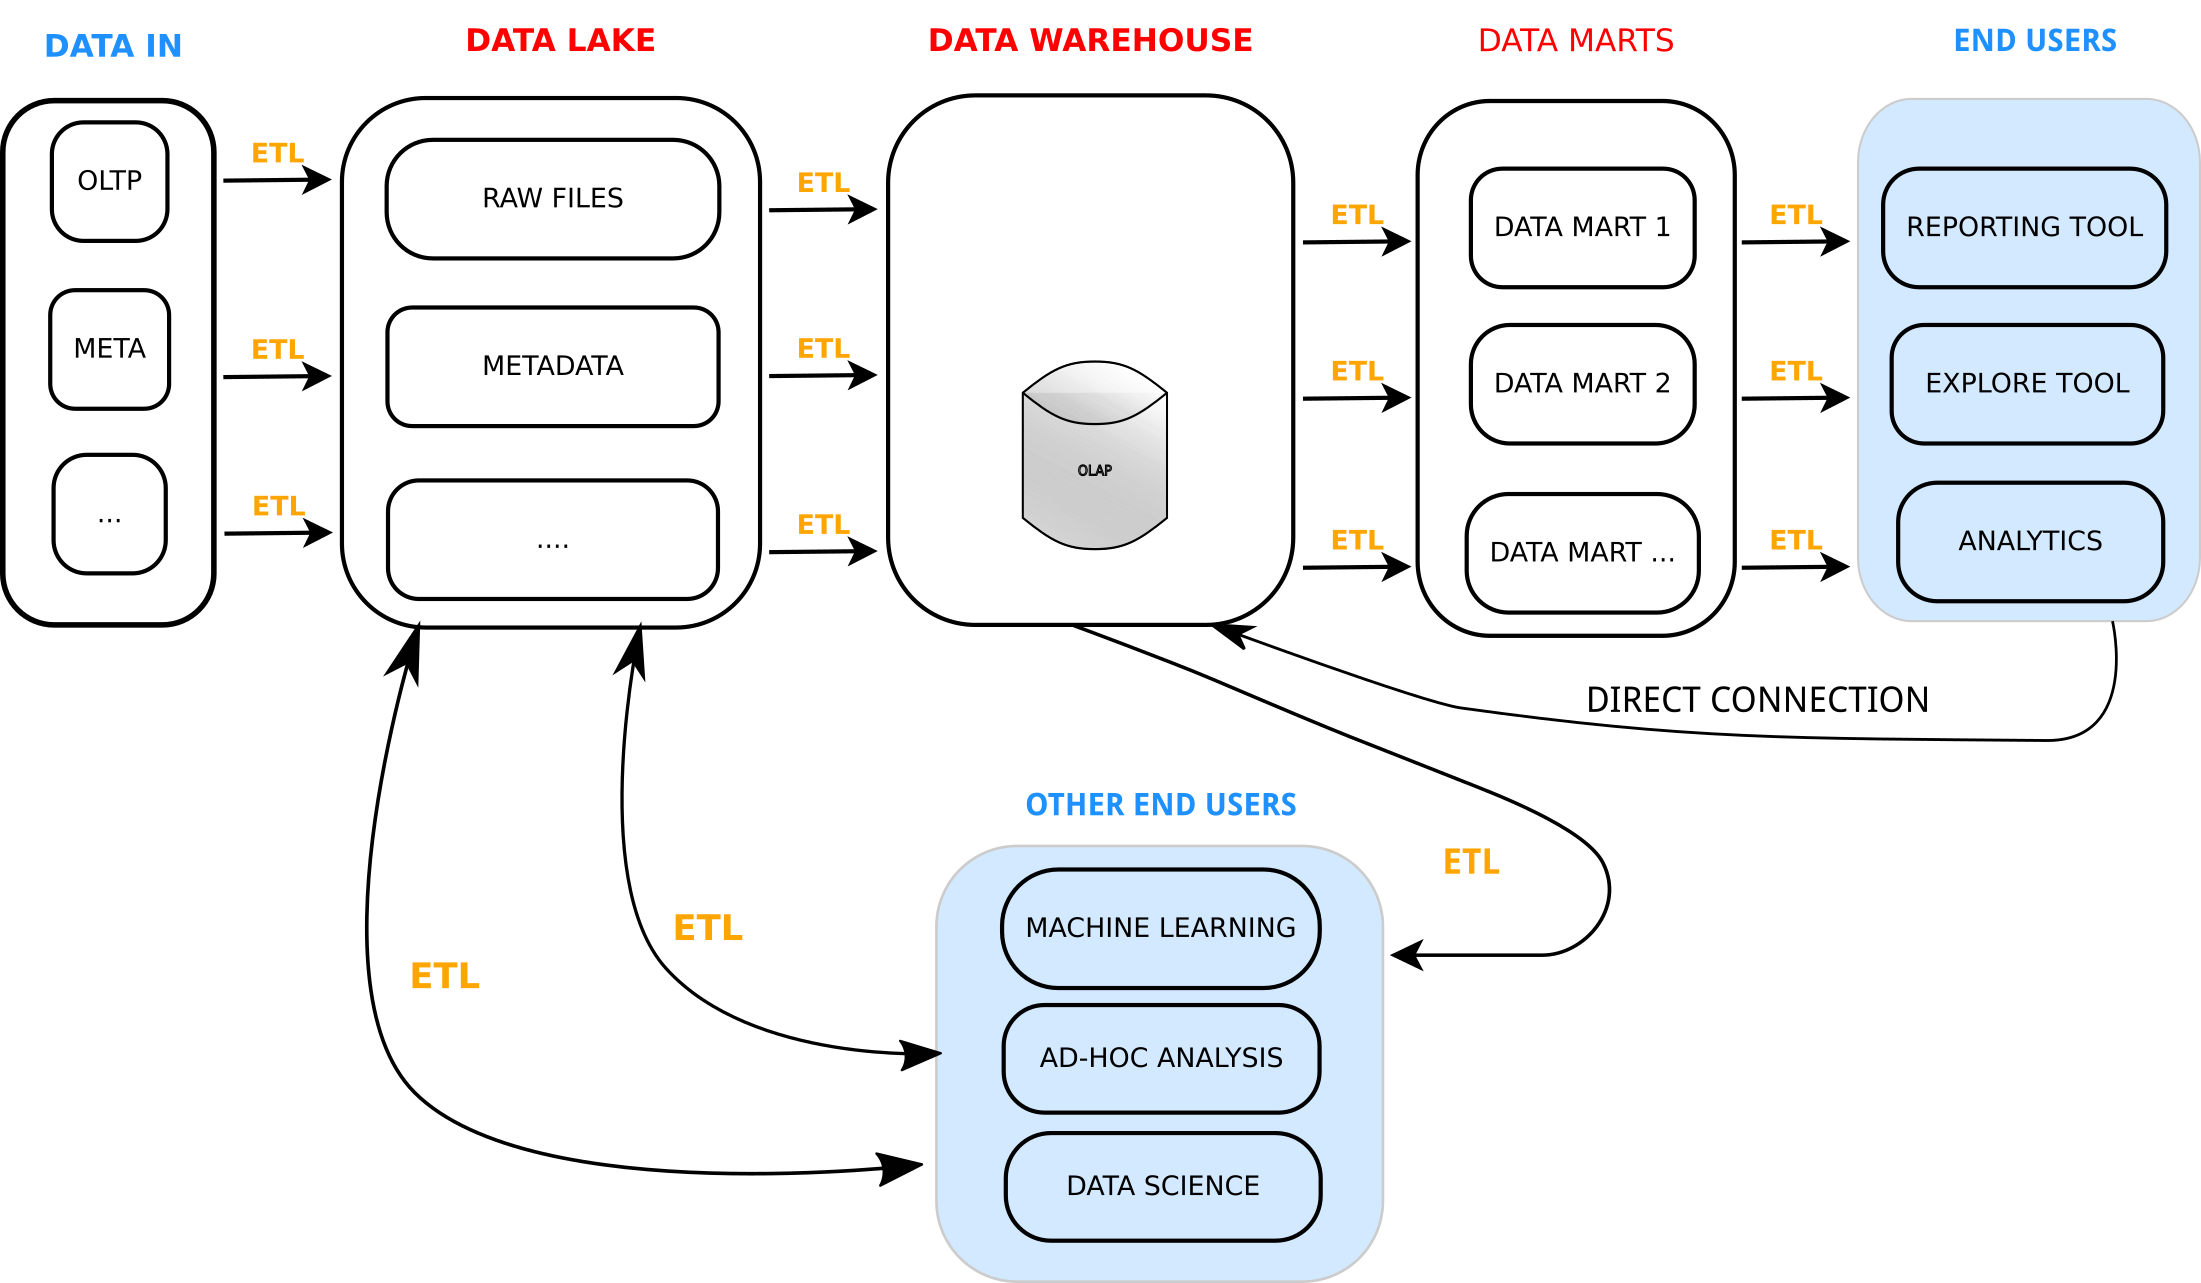 DATA IN
DATA LAKE
DATA WAREHOUSE
DATA MARTS
END USERS
OLTP
META
...
ETL
ETL
ETL
RAW FILES
METADATA
....
ETL
ETL
ETL
OLAP
ETL
ETL
ETL
DATA MART 1
DATA MART 2
DATA MART ...
ETL
ETL
ETL
REPORTING TOOL
EXPLORE TOOL
ANALYTICS
DIRECT CONNECTION
OTHER END USERS
ETL
ETL
ETL
MACHINE LEARNING
AD-HOC ANALYSIS
DATA SCIENCE